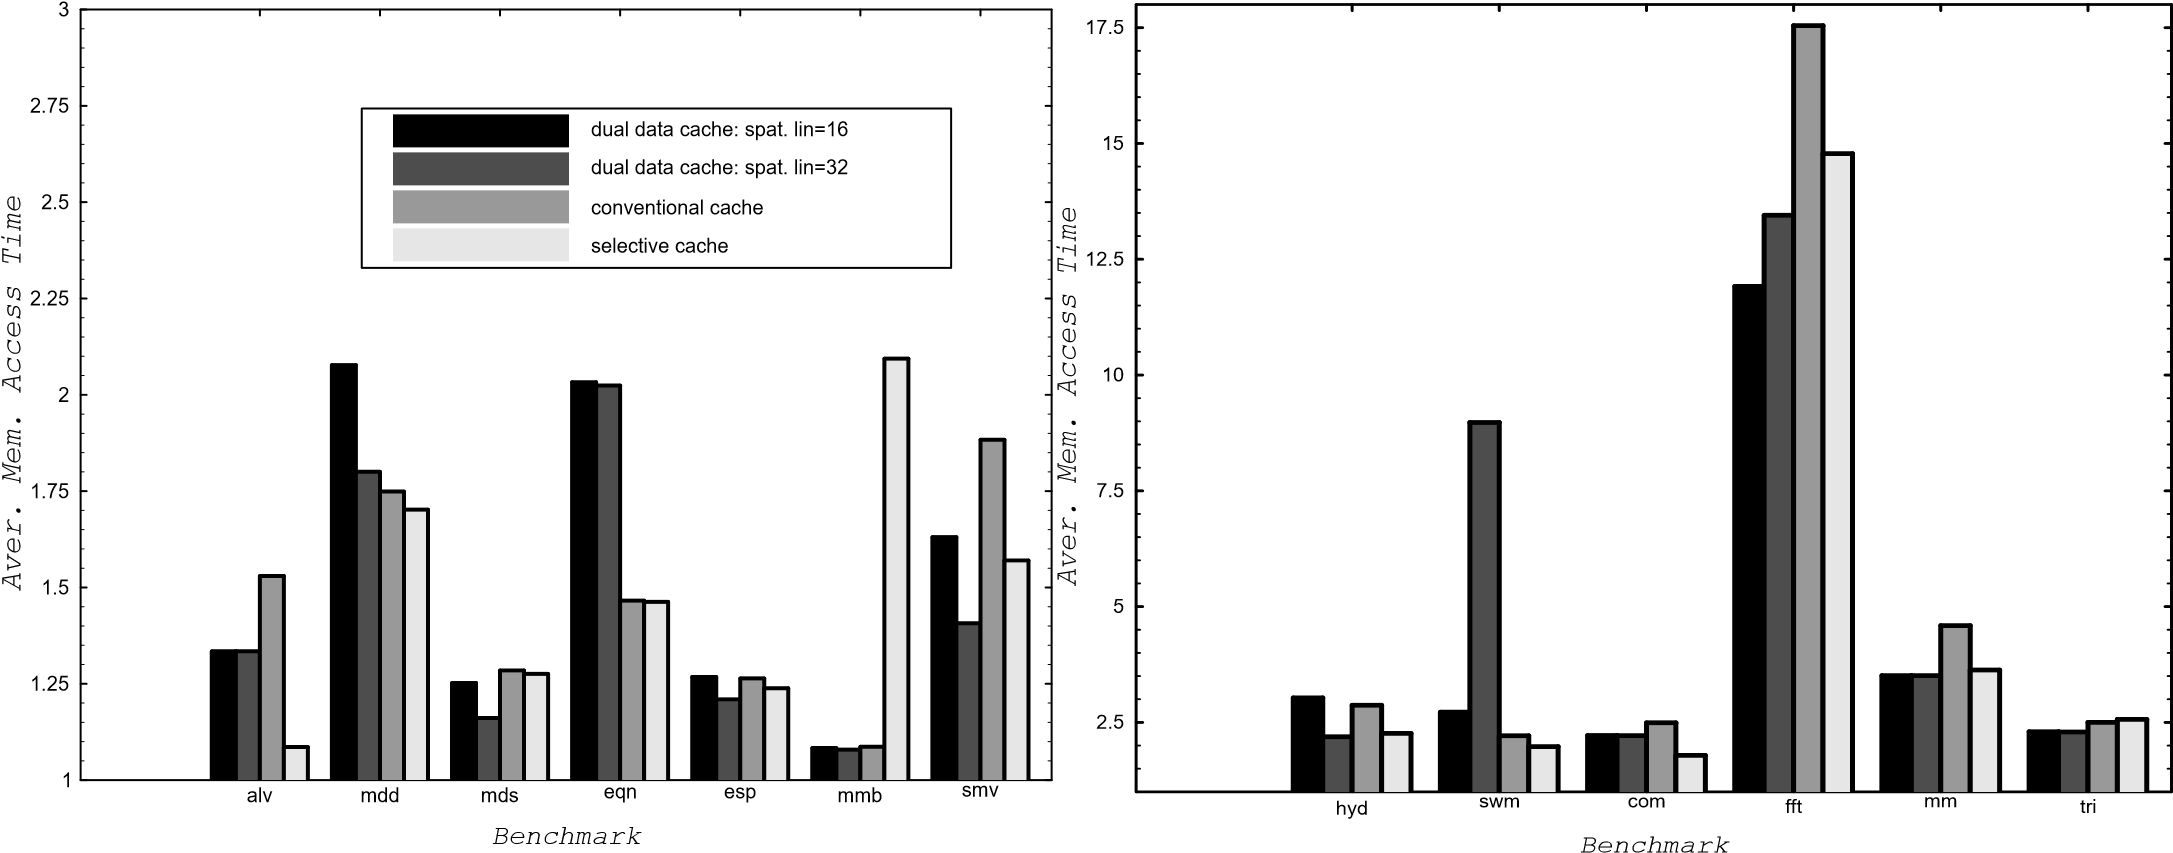 3
2.75
2.5
2.25
2
1.75
1.5
1.25
1
Aver. Mem. Access Time
dual data cache: spat. lin=16
dual data cache: spat. lin=32
conventional cache
selective cache
alv mdd mds eqn esp mmb smv
Benchmark
17.5
15
12.5
10
7.5
5
2.5
Aver. Mem. Access Time
hyd swm com fft mm tri
Benchmark